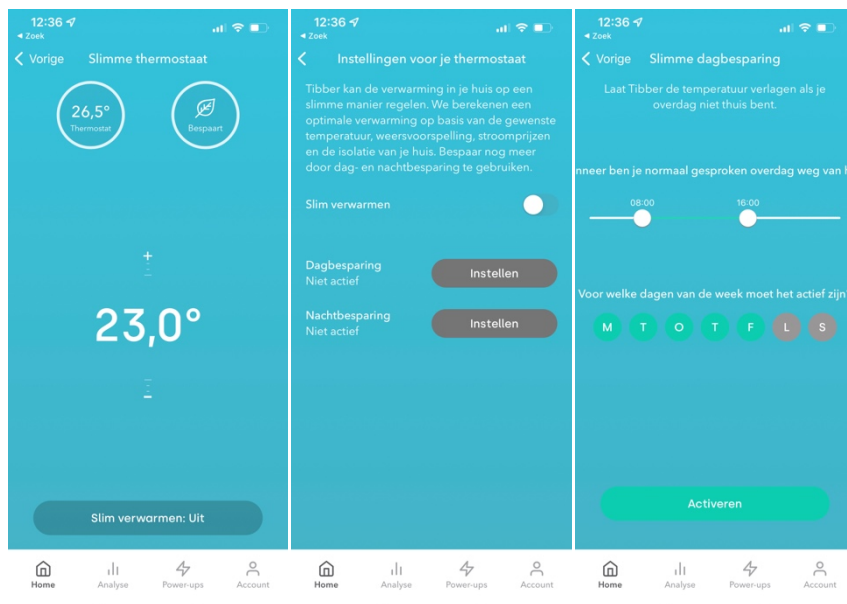 12:36
◀ Zoek
Vorige Slimme thermostaat
26,5°
Thermostat
Bespaart
+
23,0°
–
Slim verwarmen: Uit
Home Analyse Power-ups Account
12:36
◀ Zoek
Instellingen voor je thermostaat
Tibber kan de verwarming in je huis op een
slimme manier regelen. We berekenen een
optimale verwarming op basis van de gewenste
temperatuur, weersvoorspelling, stroomprijzen
en de isolatie van je huis. Bespaar nog meer
door dag- en nachtbesparing te gebruiken.
Slim verwarmen
Dagbesparing
Niet actief
Instellen
Nachtbesparing
Niet actief
Instellen
Home Analyse Power-ups Account
12:36
◀ Zoek
Vorige Slimme dagbesparing
Laat Tibber de temperatuur verlagen als je
overdag niet thuis bent.
nneer ben je normaal gesproken overdag weg van h
08:00 16:00
Voor welke dagen van de week moet het actief zijn
M T O T F L S
Activeren
Home Analyse Power-ups Account